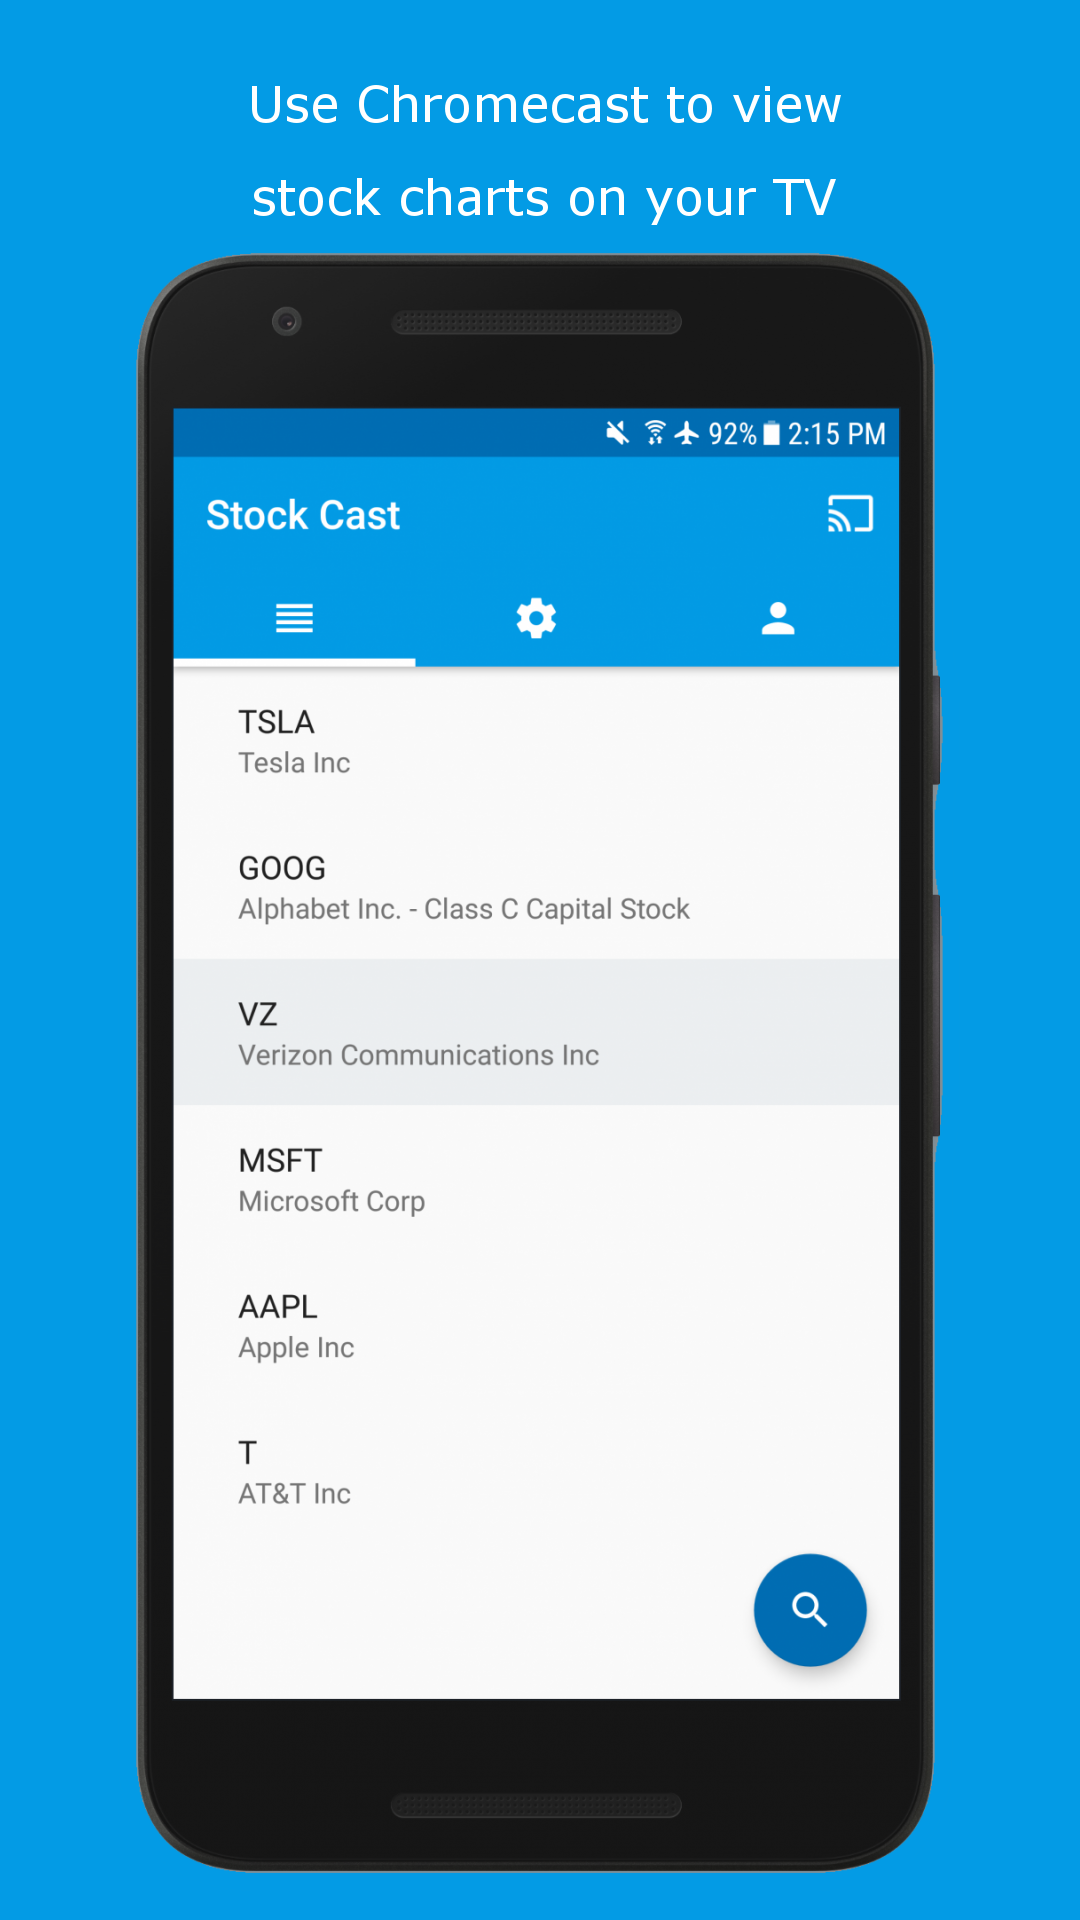 Use Chromecast to view
stock charts on your TV
92% 2:15 PM
Stock Cast
TSLA
Tesla Inc
GOOG
Alphabet Inc. - Class C Capital Stock
VZ
Verizon Communications Inc
MSFT
Microsoft Corp
AAPL
Apple Inc
T
AT&T Inc